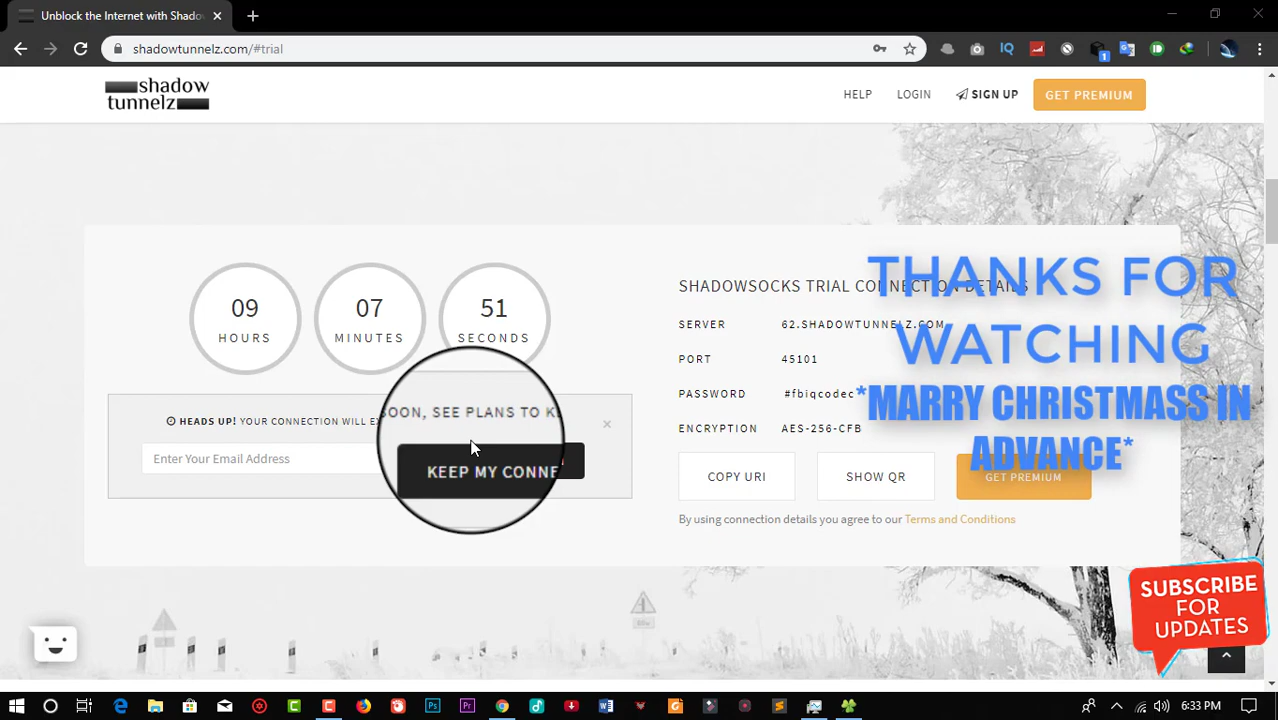 Unblock the Internet with Shado
shadowtunnelz.com/#trial
1
shadow
tunnelz
HELP
LOGIN
SIGN UP
GET PREMIUM
09
HOURS
07
MINUTES
51
SECONDS
HEADS UP! YOUR CONNECTION WILL EX
SOON, SEE PLANS TO K
×
Enter Your Email Address
KEEP MY CONNE
SHADOWSOCKS TRIAL CONNECTION DETAILS
SERVER 62.SHADOWTUNNELZ.COM
PORT 45101
PASSWORD #fbiqcodec
ENCRYPTION AES-256-CFB
COPY URI
SHOW QR
GET PREMIUM
By using connection details you agree to our Terms and Conditions
THANKS FOR
WATCHING
*MARRY CHRISTMASS IN
ADVANCE*
SUBSCRIBE
FOR
UPDATES
6:33 PM